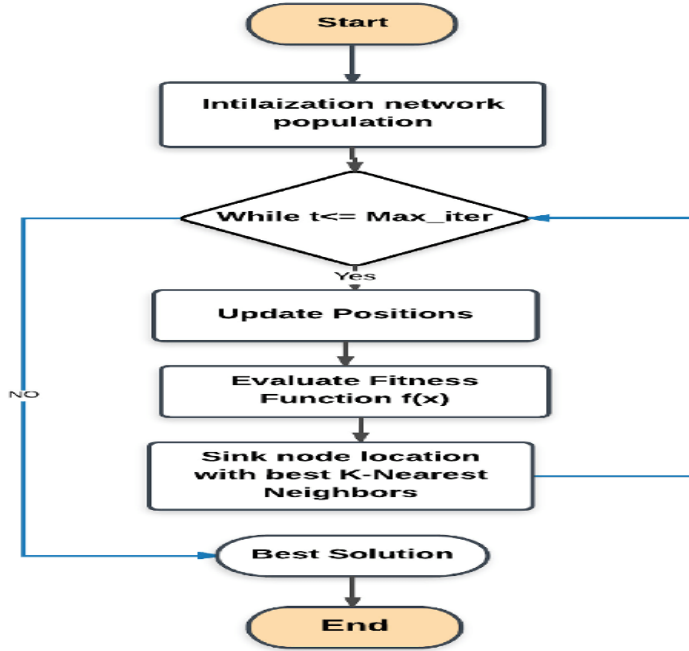 Start
Intilaization network
population
While t<= Max_iter
Yes
Update Positions
Evaluate Fitness
Function f(x)
No
Sink node location
with best K-Nearest
Neighbors
Best Solution
End